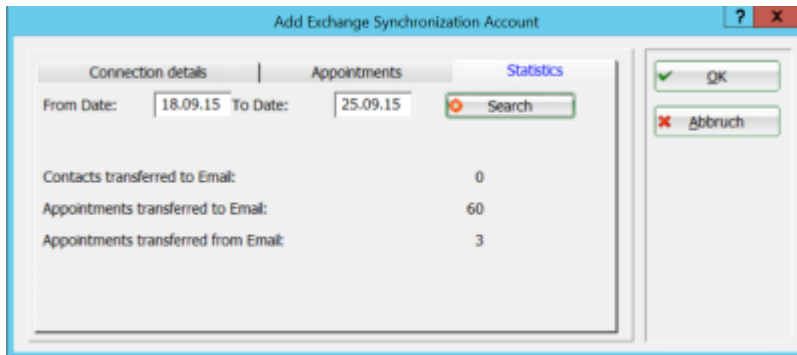 Add Exchange Synchronization Account
? x
Connection details Appointments Statistics
From Date: 18.09.15 To Date: 25.09.15 Search
Contacts transferred to Email: 0
Appointments transferred to Email: 60
Appointments transferred from Email: 3
OK
Abbruch